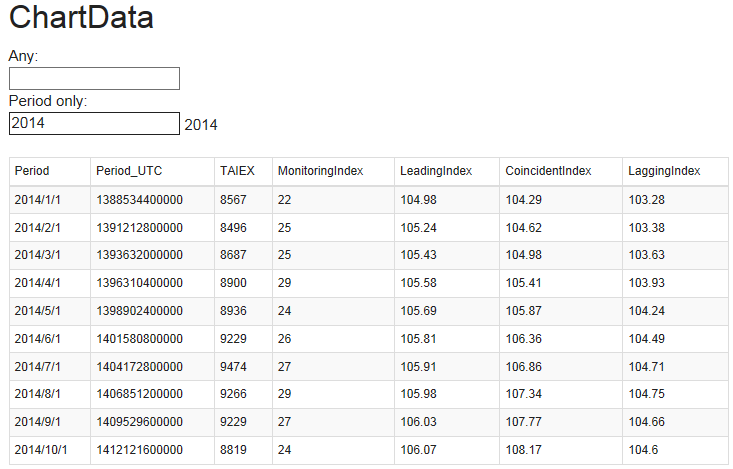 ChartData
Any:
Period only:
2014 2014
Period Period_UTC TAIEX MonitoringIndex LeadingIndex CoincidentIndex LaggingIndex
2014/1/1 1388534400000 8567 22 104.98 104.29 103.28
2014/2/1 1391212800000 8496 25 105.24 104.62 103.38
2014/3/1 1393632000000 8687 25 105.43 104.98 103.63
2014/4/1 1396310400000 8900 29 105.58 105.41 103.93
2014/5/1 1398902400000 8936 24 105.69 105.87 104.24
2014/6/1 1401580800000 9229 26 105.81 106.36 104.49
2014/7/1 1404172800000 9474 27 105.91 106.86 104.71
2014/8/1 1406851200000 9266 29 105.98 107.34 104.75
2014/9/1 1409529600000 9229 27 106.03 107.77 104.66
2014/10/1 1412121600000 8819 24 106.07 108.17 104.6